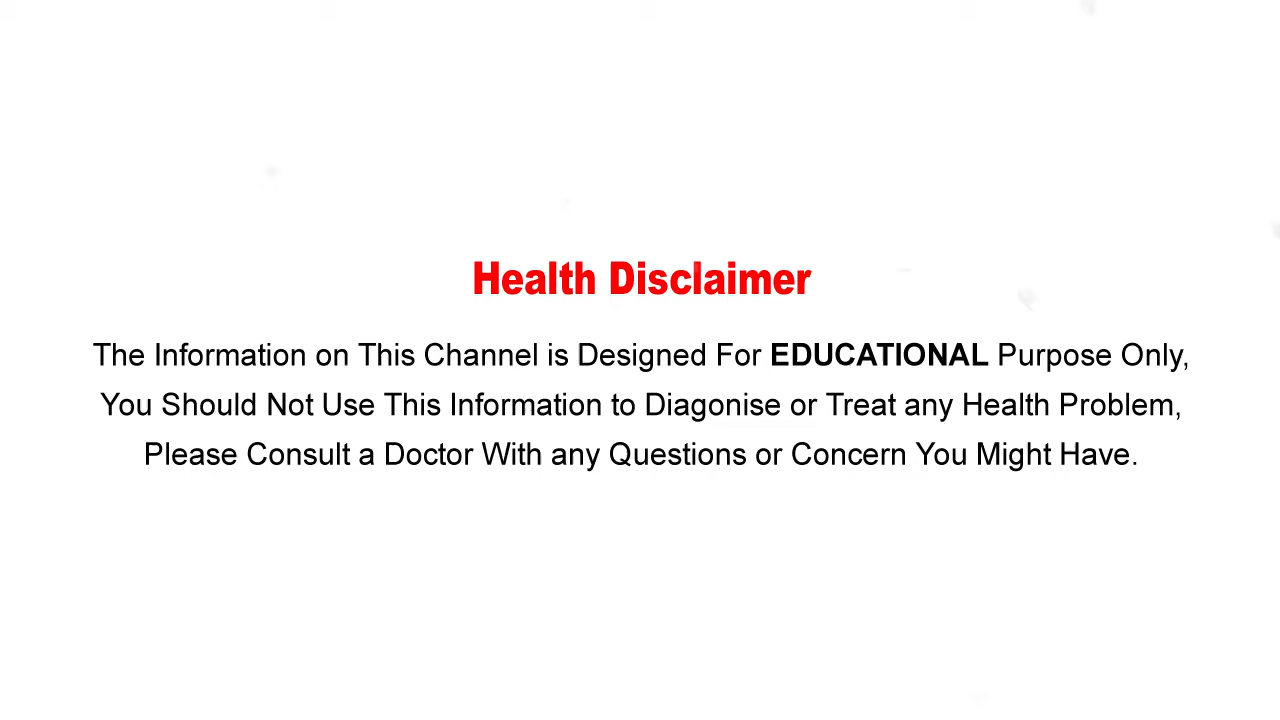 Health Disclaimer
The Information on This Channel is Designed For EDUCATIONAL Purpose Only,
You Should Not Use This Information to Diagonise or Treat any Health Problem,
Please Consult a Doctor With any Questions or Concern You Might Have.